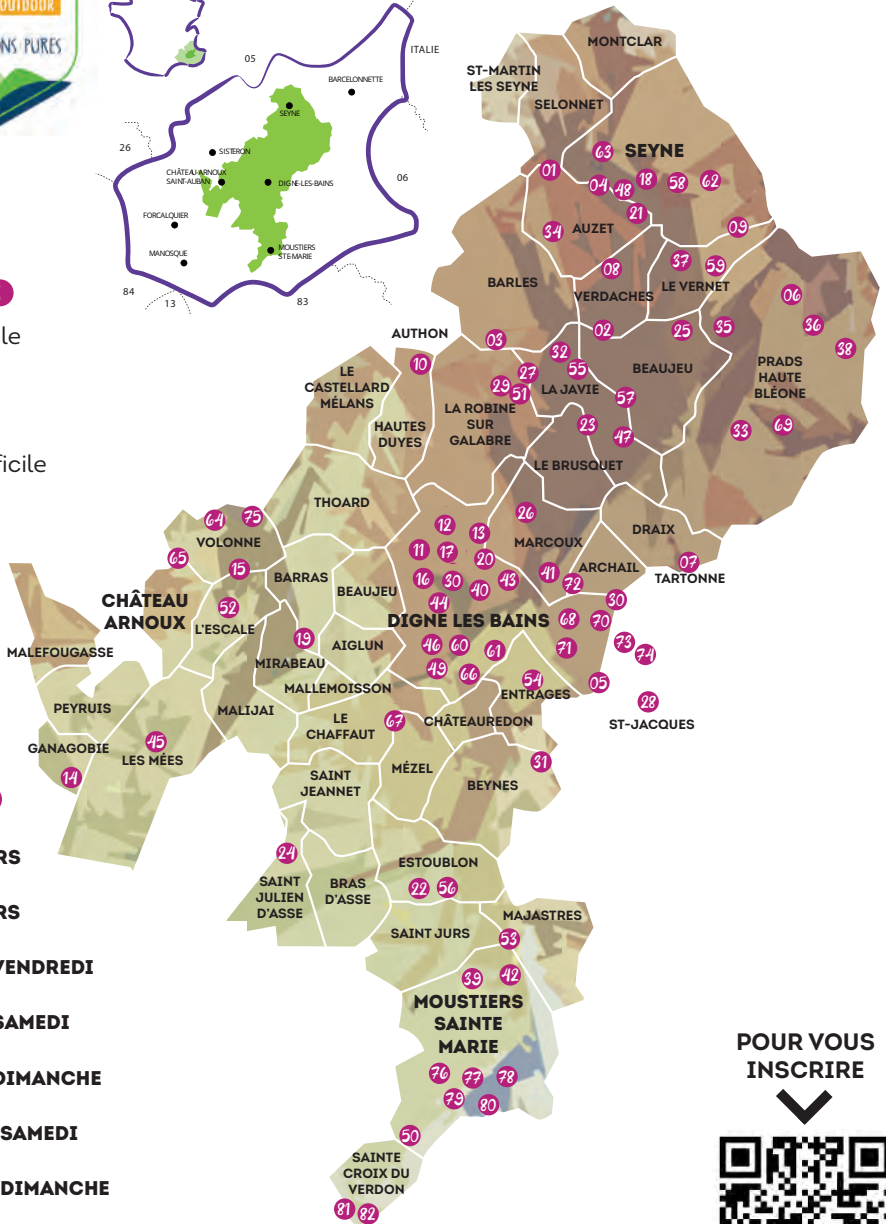 OUTDOOR
NS PURES
05
ITALIE
BARCELONNETTE
SEYNE
26
SISTERON
CHÂTEAU-ARNOUX
SAINT-AUBAN
DIGNE-LES-BAINS
06
FORCALQUIER
MANOSQUE
MOUSTIERS
STE-MARIE
84
13
83
le
ficile
RS
RS
VENDREDI
SAMEDI
DIMANCHE
SAMEDI
DIMANCHE
MONTCLAR
ST-MARTIN
LES SEYNE
SELONNET
63
SEYNE
01
04
48
18
58
62
21
34
AUZET
09
BARLES
08
VERDACHES
37
59
LE VERNET
06
36
38
AUTHON
10
03
02
25
35
32
27
55
29
51
LA JAVIE
BEAUJEU
PRADS
HAUTE
BLÉONE
57
33
69
LE
CASTELLARD
MÉLANS
HAUTES
DUYES
LA ROBINE
SUR
GALABRE
23
47
LE BRUSQUET
THOARD
26
MARCOUX
DRAIX
ARCHAIL
07
TARTONNE
64
75
VOLONNE
65
15
12
13
11
17
20
16
30
40
43
44
41
72
30
BARRAS
BEAUJEU
CHÂTEAU
ARNOUX
52
L'ESCALE
DIGNE LES BAINS
68
70
71
73
74
MALEFOUGASSE
19
MIRABEAU
AIGLUN
46
60
61
49
66
54
ENTRAGES
05
28
ST-JACQUES
MALLEMOISSON
PEYRUIS
MALIJAI
LE
CHAFFAUT
67
CHÂTEAUREDON
GANAGOBIE
14
45
LES MÉES
SAINT
JEANNET
MÉZEL
BEYNES
31
24
SAINT
JULIEN
D'ASSE
BRAS
D'ASSE
ESTOUBLON
22
56
SAINT JURS
MAJASTRES
53
39
42
MOUSTIERS
SAINTE
MARIE
76
77
78
79
80
50
SAINTE
CROIX DU
VERDON
81
82
POUR VOUS
INSCRIRE